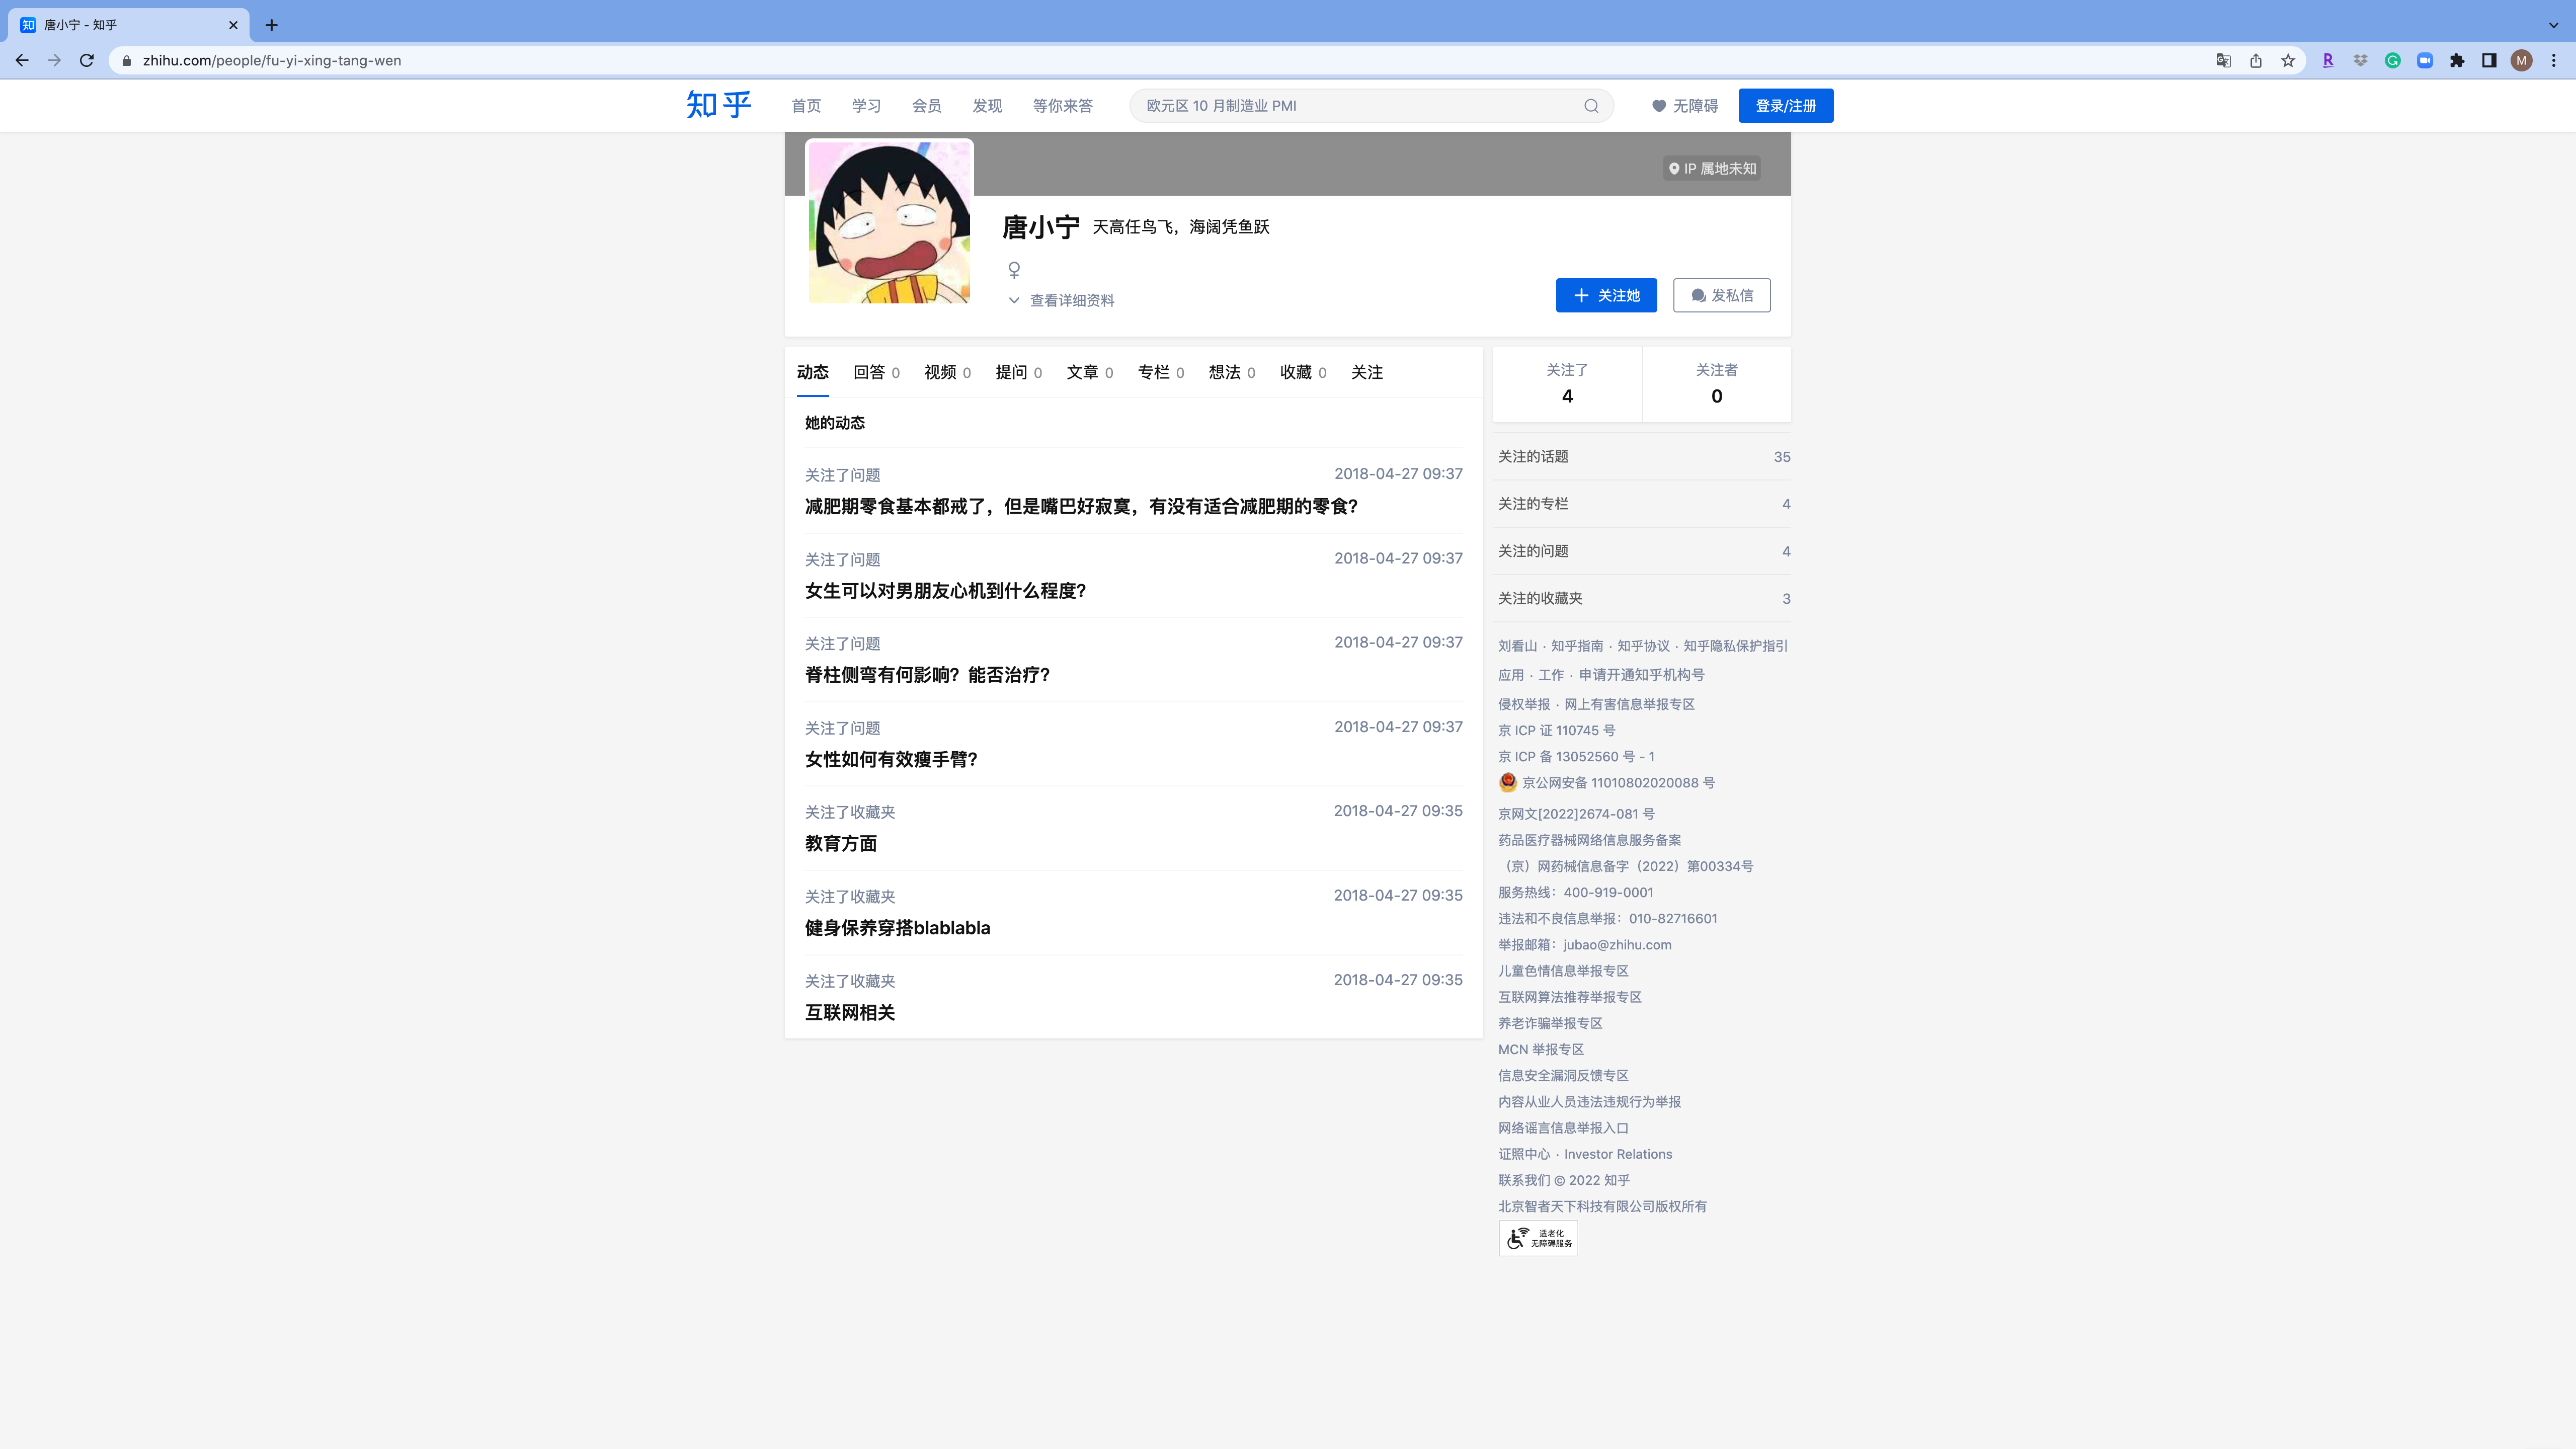 唐小宁 - 知乎
zhihu.com/people/fu-yi-xing-tang-wen
M
知乎
首页 学习 会员 发现 等你来答
欧元区 10 月制造业 PMI
无障碍
登录/注册
IP 属地未知
唐小宁 天高任鸟飞，海阔凭鱼跃
查看详细资料
关注她
发私信
动态 回答 0 视频 0 提问 0 文章 0 专栏 0 想法 0 收藏 0 关注
她的动态
关注了问题 2018-04-27 09:37
减肥期零食基本都戒了，但是嘴巴好寂寞，有没有适合减肥期的零食？
关注了问题 2018-04-27 09:37
女生可以对男朋友心机到什么程度？
关注了问题 2018-04-27 09:37
脊柱侧弯有何影响？能否治疗？
关注了问题 2018-04-27 09:37
女性如何有效瘦手臂？
关注了收藏夹 2018-04-27 09:35
教育方面
关注了收藏夹 2018-04-27 09:35
健身保养穿搭blablabla
关注了收藏夹 2018-04-27 09:35
互联网相关
关注了 关注者
4 0
关注的话题 35
关注的专栏 4
关注的问题 4
关注的收藏夹 3
刘看山 · 知乎指南 · 知乎协议 · 知乎隐私保护指引
应用 · 工作 · 申请开通知乎机构号
侵权举报 · 网上有害信息举报专区
京 ICP 证 110745 号
京 ICP 备 13052560 号 - 1
京公网安备 11010802020088 号
京网文[2022]2674-081 号
药品医疗器械网络信息服务备案
（京）网药械信息备字（2022）第00334号
服务热线：400-919-0001
违法和不良信息举报：010-82716601
举报邮箱：jubao@zhihu.com
儿童色情信息举报专区
互联网算法推荐举报专区
养老诈骗举报专区
MCN 举报专区
信息安全漏洞反馈专区
内容从业人员违法违规行为举报
网络谣言信息举报入口
证照中心 · Investor Relations
联系我们 © 2022 知乎
北京智者天下科技有限公司版权所有
适老化
无障碍服务